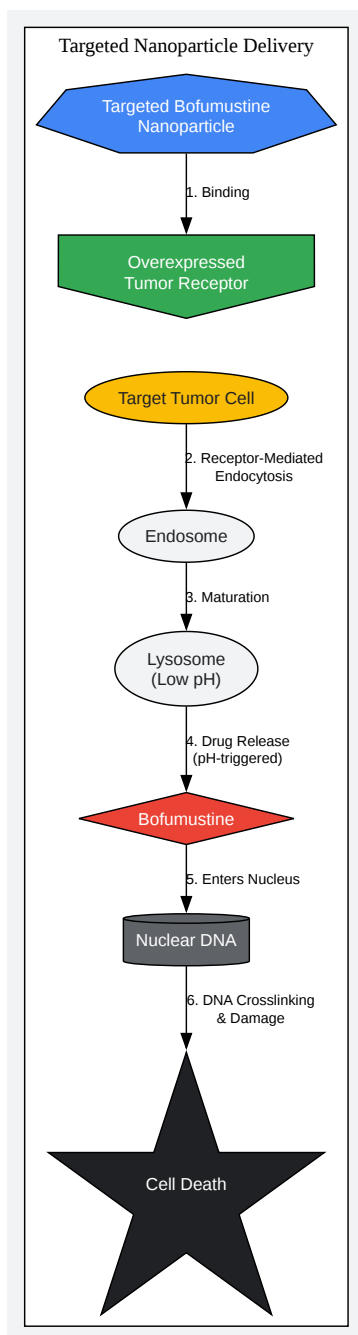 Targeted Nanoparticle Delivery
Targeted Bofumustine
Nanoparticle
1. Binding
Overexpressed
Tumor Receptor
Target Tumor Cell
2. Receptor-Mediated
Endocytosis
Endosome
3. Maturation
Lysosome
(Low pH)
4. Drug Release
(pH-triggered)
Bofumustine
5. Enters Nucleus
Nuclear DNA
6. DNA Crosslinking
& Damage
Cell Death